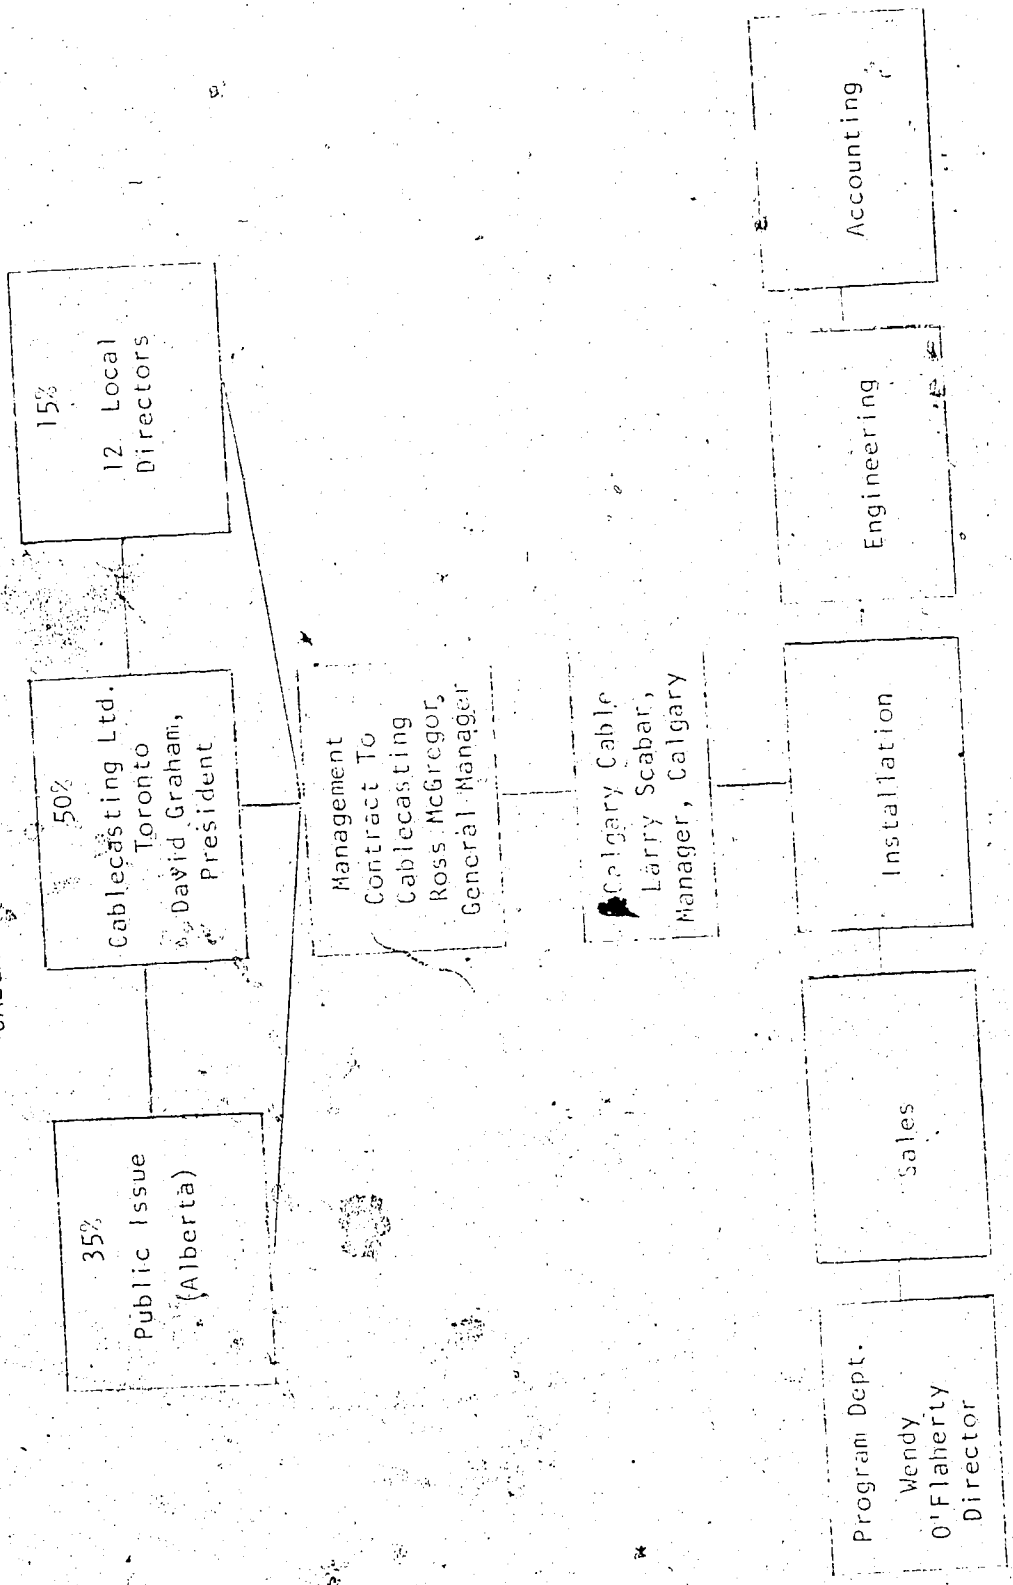 35%
Public Issue
(Alberta)
50%
Cablecasting Ltd.
Toronto
David Graham,
President
15%
12 Local
Directors
Management
Contract To
Cablecasting
Ross McGregor,
General Manager
Calgary Cable
Larry Scabar,
Manager, Calgary
Program Dept.
Wendy
O'Flaherty
Director
Sales
Installation
Engineering
Accounting